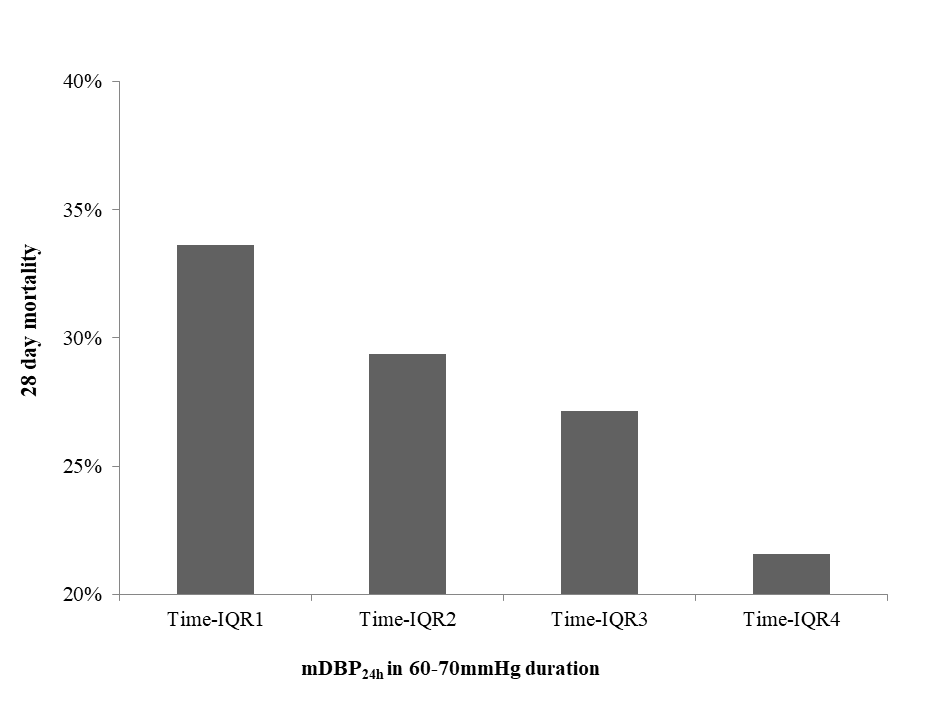 40%
35%
30%
25%
20%
28 day mortality
Time-IQR1 Time-IQR2 Time-IQR3 Time-IQR4
mDBP24h in 60-70mmHg duration